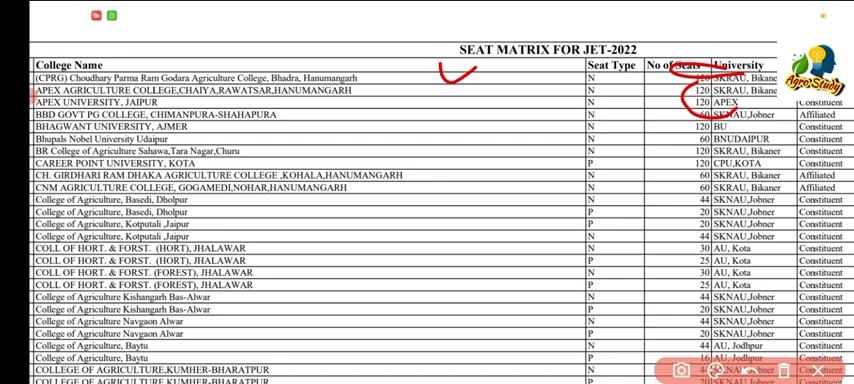 SEAT MATRIX FOR JET-2022
College Name Seat Type No of Seats University
(CPRG) Choudhary Parma Ram Godara Agriculture College, Bhadra, Hanumangarh N 120 SKRAU, Bikane
APEX AGRICULTURE COLLEGE,CHAIYA,RAWATSAR,HANUMANGARH N 120 SKRAU, Bikane
Agro Study
APEX UNIVERSITY, JAIPUR N 120 APEX Constituent
BBD GOVT PG COLLEGE, CHIMANPURA-SHAHAPURA N 60 SKNAU,Jobner Affiliated
BHAGWANT UNIVERSITY, AJMER N 120 BU Constituent
Bhupals Nobel University Udaipur N 60 BNUDAIPUR Constituent
BR College of Agriculture Sahawa,Tara Nagar,Churu N 120 SKRAU, Bikaner Constituent
CAREER POINT UNIVERSITY, KOTA P 120 CPU,KOTA Constituent
CH. GIRDHARI RAM DHAKA AGRICULTURE COLLEGE ,KOHALA,HANUMANGARH N 60 SKRAU, Bikaner Affiliated
CNM AGRICULTURE COLLEGE, GOGAMEDI,NOHAR,HANUMANGARH N 60 SKRAU, Bikaner Affiliated
College of Agriculture, Basedi, Dholpur N 44 SKNAU,Jobner Constituent
College of Agriculture, Basedi, Dholpur P 20 SKNAU,Jobner Constituent
College of Agriculture, Kotputali ,Jaipur P 20 SKNAU,Jobner Constituent
College of Agriculture, Kotputali ,Jaipur N 44 SKNAU,Jobner Constituent
COLL OF HORT. & FORST. (HORT), JHALAWAR N 30 AU, Kota Constituent
COLL OF HORT. & FORST. (HORT), JHALAWAR P 25 AU, Kota Constituent
COLL OF HORT. & FORST. (FOREST), JHALAWAR N 30 AU, Kota Constituent
COLL OF HORT. & FORST. (FOREST), JHALAWAR P 25 AU, Kota Constituent
College of Agriculture Kishangarh Bas-Alwar N 44 SKNAU,Jobner Constituent
College of Agriculture Kishangarh Bas-Alwar P 20 SKNAU,Jobner Constituent
College of Agriculture Navgaon Alwar N 44 SKNAU,Jobner Constituent
College of Agriculture Navgaon Alwar P 20 SKNAU,Jobner Constituent
College of Agriculture, Baytu N 44 AU, Jodhpur Constituent
College of Agriculture, Baytu P 16 AU, Jodhpur Constituent
COLLEGE OF AGRICULTURE,KUMHER-BHARATPUR N Constituent
COLLEGE OF AGRICULTURE,KUMHER-BHARATPUR P